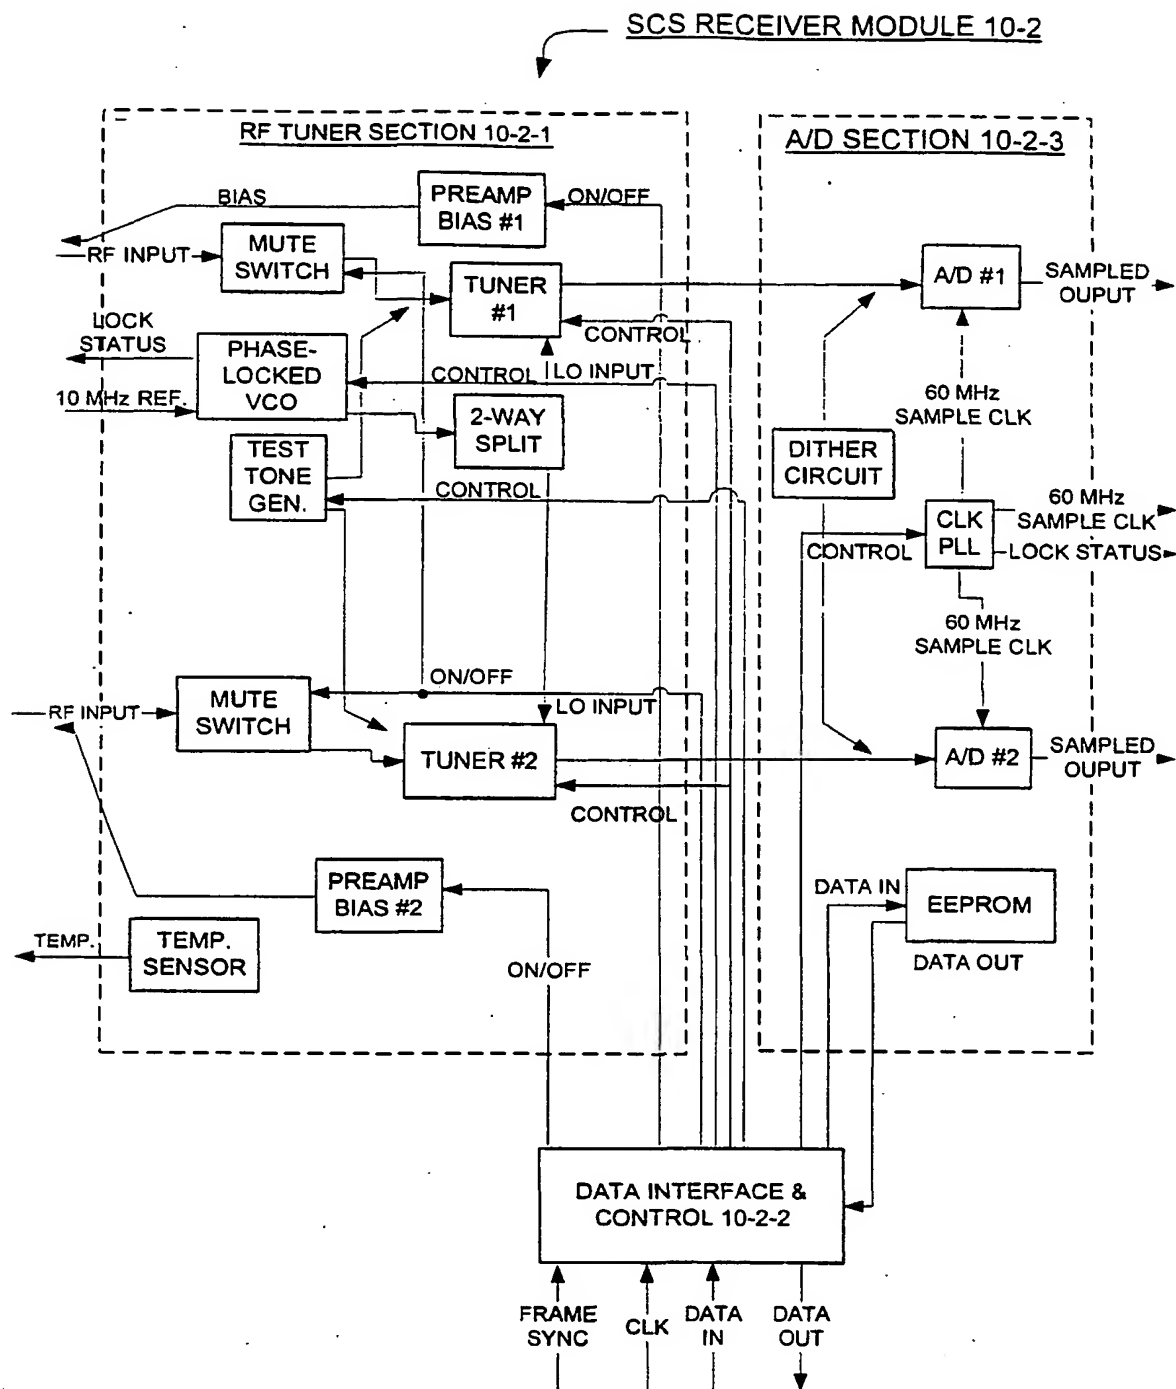 SCS RECEIVER MODULE 10-2
RF TUNER SECTION 10-2-1
A/D SECTION 10-2-3
BIAS
PREAMP
BIAS #1
ON/OFF
RF INPUT
MUTE
SWITCH
TUNER
#1
A/D #1
SAMPLED
OUPUT
LOCK
STATUS
PHASE-
LOCKED
VCO
CONTROL
CONTROL
LO INPUT
10 MHz REF.
60 MHz
SAMPLE CLK
2-WAY
SPLIT
TEST
TONE
GEN.
CONTROL
DITHER
CIRCUIT
CLK
PLL
60 MHz
SAMPLE CLK
CONTROL
LOCK STATUS
60 MHz
SAMPLE CLK
ON/OFF
RF INPUT
MUTE
SWITCH
LO INPUT
TUNER #2
A/D #2
SAMPLED
OUPUT
CONTROL
PREAMP
BIAS #2
DATA IN
EEPROM
DATA OUT
TEMP.
TEMP.
SENSOR
ON/OFF
DATA INTERFACE &
CONTROL 10-2-2
FRAME
SYNC
CLK
DATA
IN
DATA
OUT